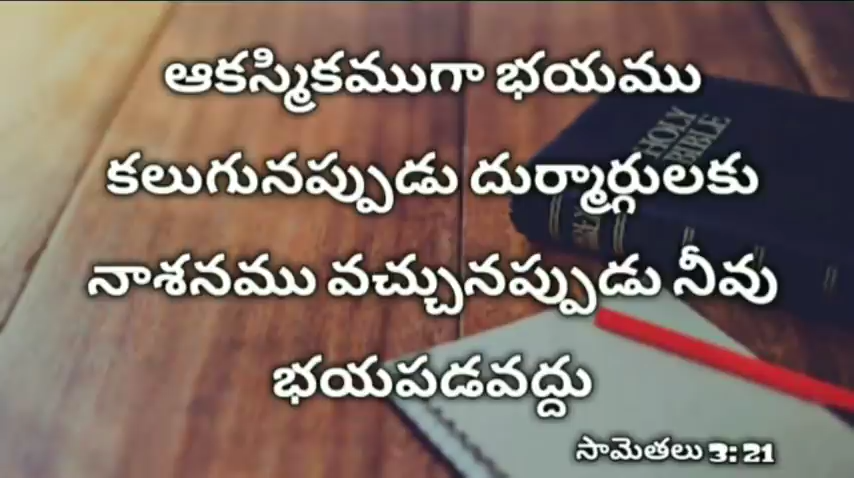 ఆకస్మికముగా భయము
కలుగునప్పుడు దుర్మార్గులకు
నాశనము వచ్చునప్పుడు నీవు
భయపడవద్దు
సామెతలు 3: 21
HOLY
BIBLE